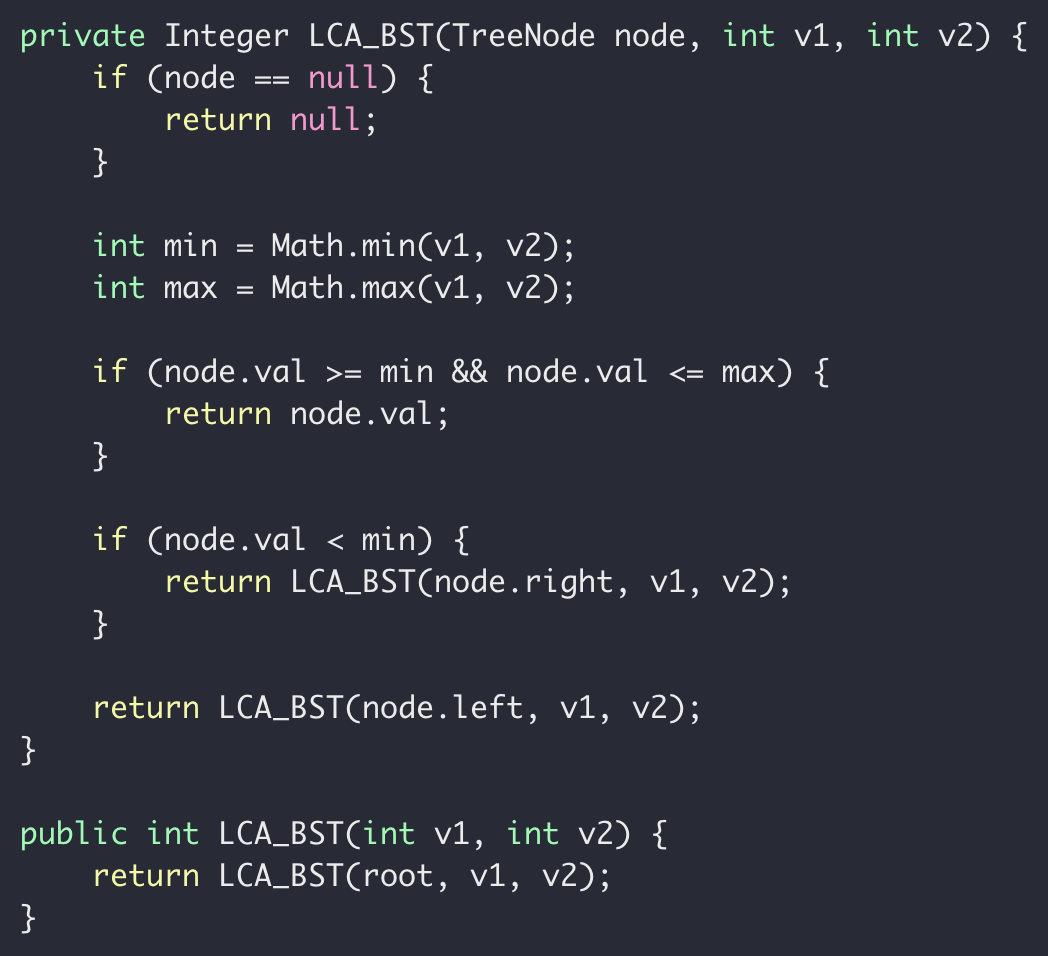 private Integer LCA_BST(TreeNode node, int v1, int v2) {
    if (node == null) {
        return null;
    }

    int min = Math.min(v1, v2);
    int max = Math.max(v1, v2);

    if (node.val >= min && node.val <= max) {
        return node.val;
    }

    if (node.val < min) {
        return LCA_BST(node.right, v1, v2);
    }

    return LCA_BST(node.left, v1, v2);
}

public int LCA_BST(int v1, int v2) {
    return LCA_BST(root, v1, v2);
}